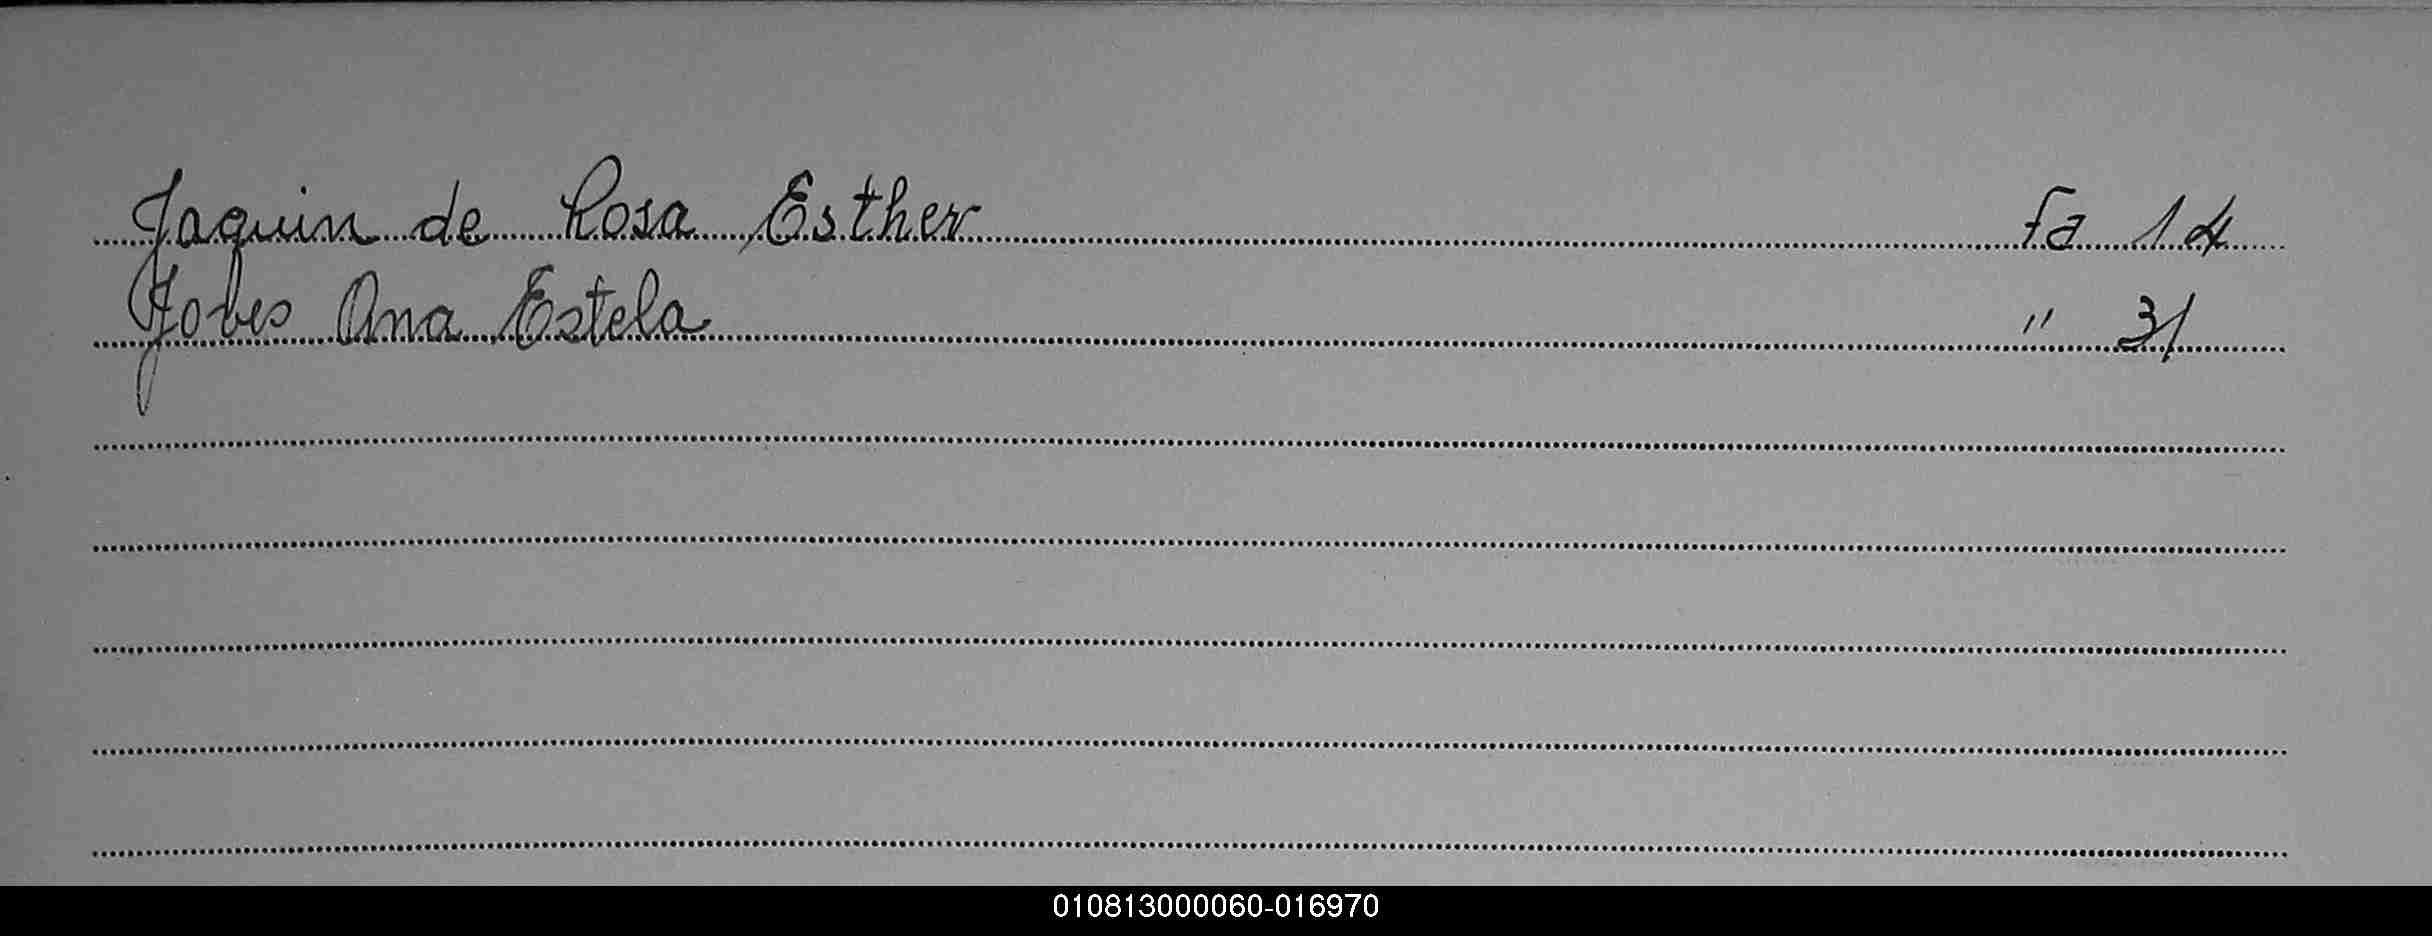 Jaquin de Rosa Esther fa 14
Jobes Ana Estela " 31
010813000060-016970